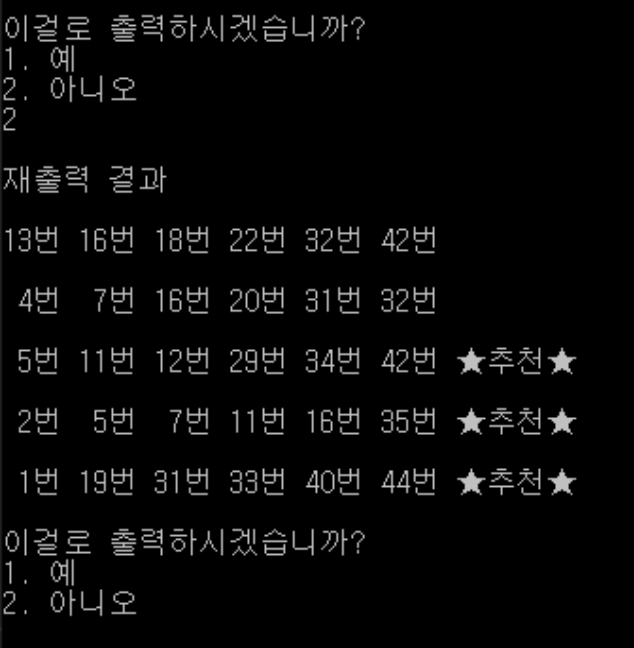 이걸로 출력하시겠습니까?
1. 예
2. 아니오
2
재출력 결과
13번 16번 18번 22번 32번 42번
4번 7번 16번 20번 31번 32번
5번 11번 12번 29번 34번 42번 ★추천★
2번 5번 7번 11번 16번 35번 ★추천★
1번 19번 31번 33번 40번 44번 ★추천★
이걸로 출력하시겠습니까?
1. 예
2. 아니오